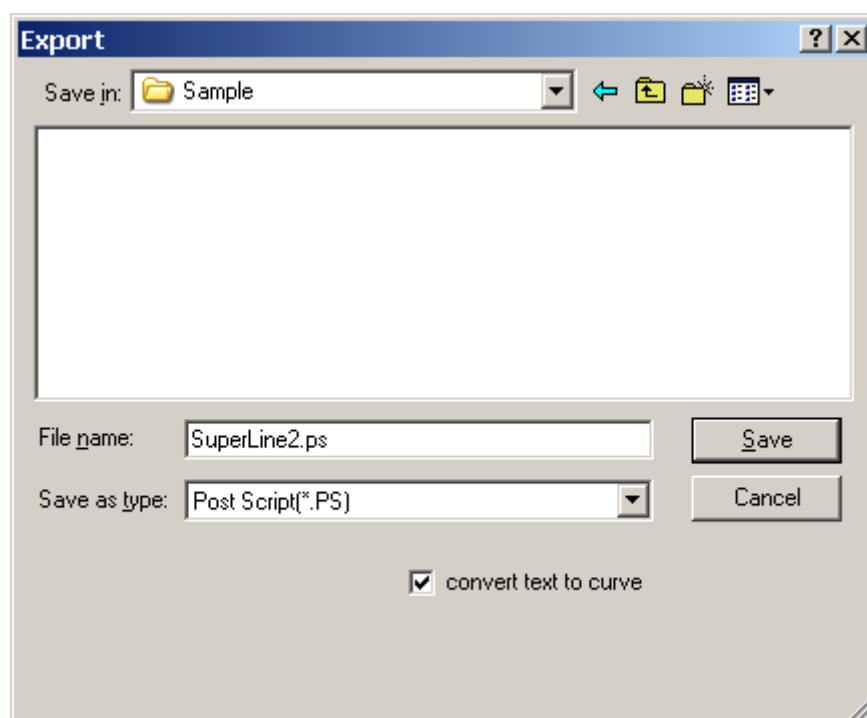 Export
Save in: Sample
File name: SuperLine2.ps
Save
Save as type: Post Script(*.PS)
Cancel
convert text to curve